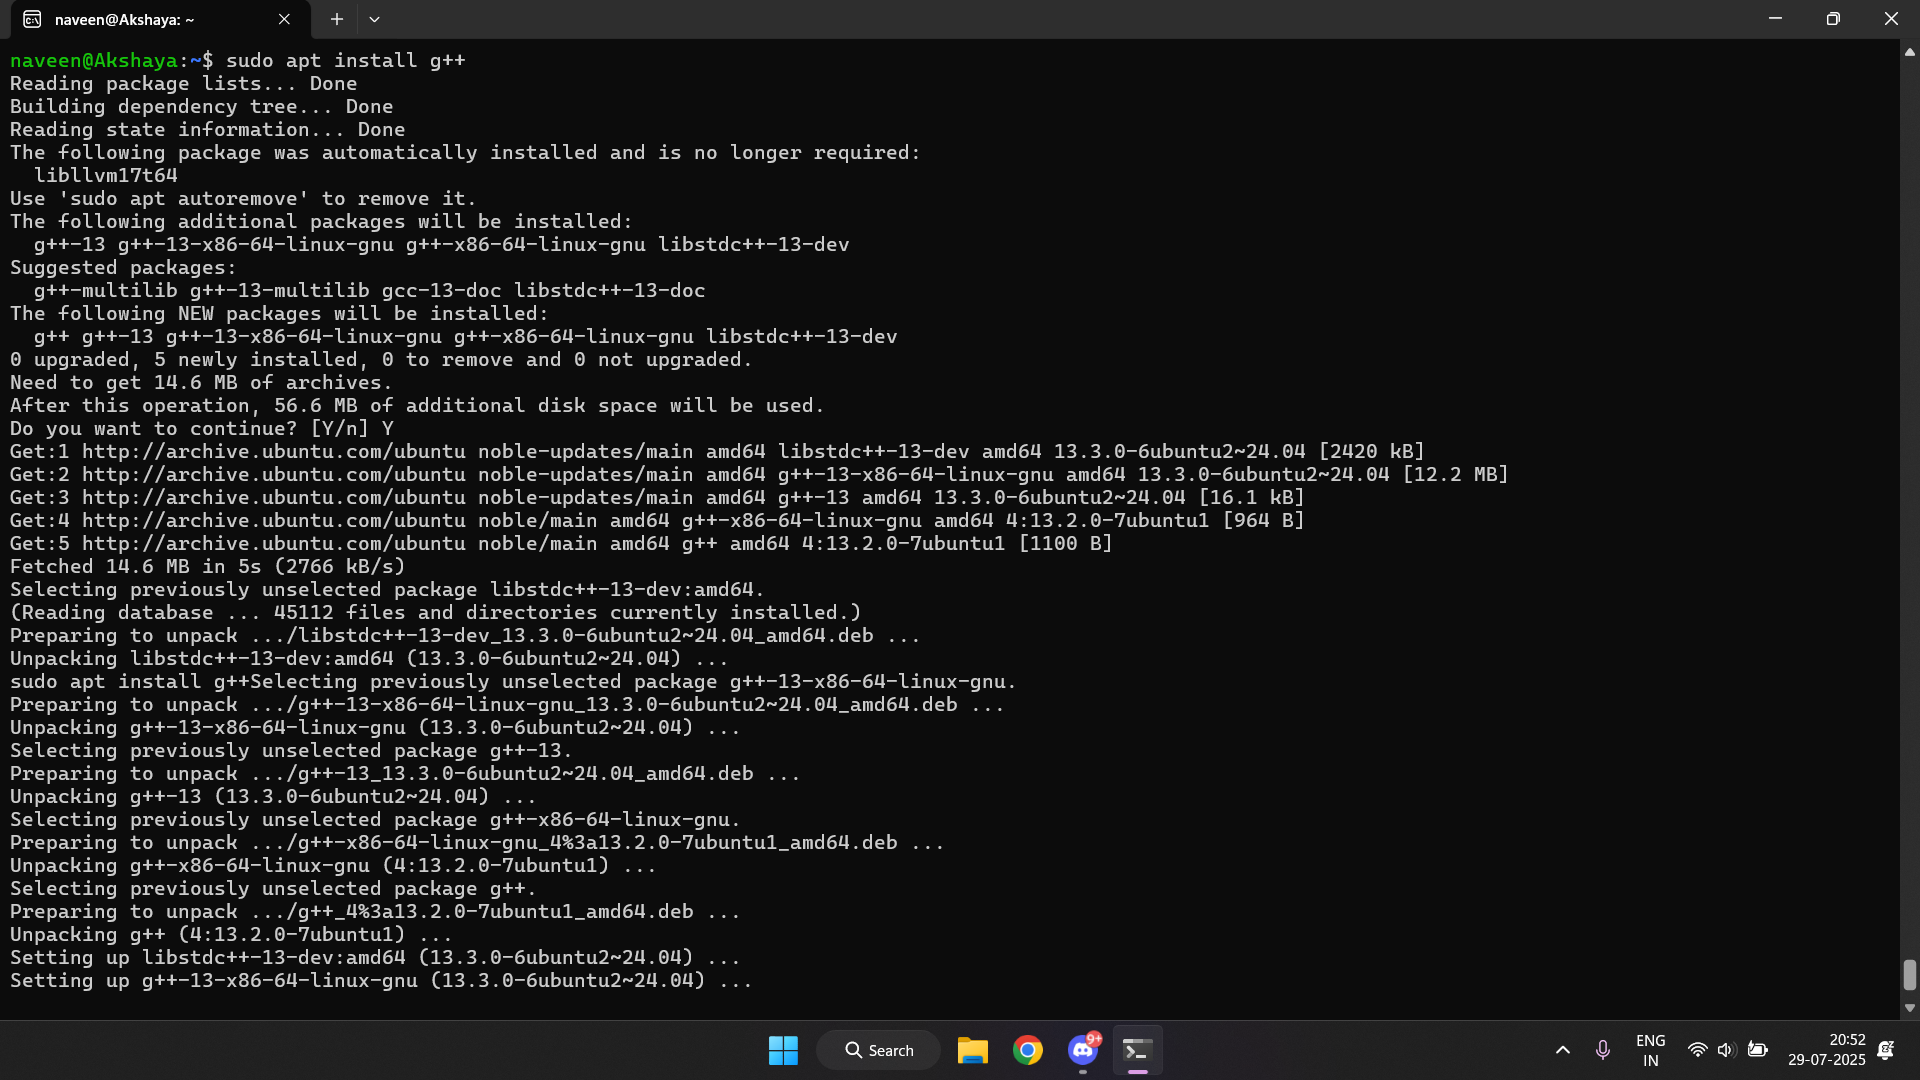 naveen@Akshaya: ~
naveen@Akshaya:~$ sudo apt install g++
Reading package lists... Done
Building dependency tree... Done
Reading state information... Done
The following package was automatically installed and is no longer required:
  libllvm17t64
Use 'sudo apt autoremove' to remove it.
The following additional packages will be installed:
  g++-13 g++-13-x86-64-linux-gnu g++-x86-64-linux-gnu libstdc++-13-dev
Suggested packages:
  g++-multilib g++-13-multilib gcc-13-doc libstdc++-13-doc
The following NEW packages will be installed:
  g++ g++-13 g++-13-x86-64-linux-gnu g++-x86-64-linux-gnu libstdc++-13-dev
0 upgraded, 5 newly installed, 0 to remove and 0 not upgraded.
Need to get 14.6 MB of archives.
After this operation, 56.6 MB of additional disk space will be used.
Do you want to continue? [Y/n] Y
Get:1 http://archive.ubuntu.com/ubuntu noble-updates/main amd64 libstdc++-13-dev amd64 13.3.0-6ubuntu2~24.04 [2420 kB]
Get:2 http://archive.ubuntu.com/ubuntu noble-updates/main amd64 g++-13-x86-64-linux-gnu amd64 13.3.0-6ubuntu2~24.04 [12.2 MB]
Get:3 http://archive.ubuntu.com/ubuntu noble-updates/main amd64 g++-13 amd64 13.3.0-6ubuntu2~24.04 [16.1 kB]
Get:4 http://archive.ubuntu.com/ubuntu noble/main amd64 g++-x86-64-linux-gnu amd64 4:13.2.0-7ubuntu1 [964 B]
Get:5 http://archive.ubuntu.com/ubuntu noble/main amd64 g++ amd64 4:13.2.0-7ubuntu1 [1100 B]
Fetched 14.6 MB in 5s (2766 kB/s)
Selecting previously unselected package libstdc++-13-dev:amd64.
(Reading database ... 45112 files and directories currently installed.)
Preparing to unpack .../libstdc++-13-dev_13.3.0-6ubuntu2~24.04_amd64.deb ...
Unpacking libstdc++-13-dev:amd64 (13.3.0-6ubuntu2~24.04) ...
sudo apt install g++Selecting previously unselected package g++-13-x86-64-linux-gnu.
Preparing to unpack .../g++-13-x86-64-linux-gnu_13.3.0-6ubuntu2~24.04_amd64.deb ...
Unpacking g++-13-x86-64-linux-gnu (13.3.0-6ubuntu2~24.04) ...
Selecting previously unselected package g++-13.
Preparing to unpack .../g++-13_13.3.0-6ubuntu2~24.04_amd64.deb ...
Unpacking g++-13 (13.3.0-6ubuntu2~24.04) ...
Selecting previously unselected package g++-x86-64-linux-gnu.
Preparing to unpack .../g++-x86-64-linux-gnu_4%3a13.2.0-7ubuntu1_amd64.deb ...
Unpacking g++-x86-64-linux-gnu (4:13.2.0-7ubuntu1) ...
Selecting previously unselected package g++.
Preparing to unpack .../g++_4%3a13.2.0-7ubuntu1_amd64.deb ...
Unpacking g++ (4:13.2.0-7ubuntu1) ...
Setting up libstdc++-13-dev:amd64 (13.3.0-6ubuntu2~24.04) ...
Setting up g++-13-x86-64-linux-gnu (13.3.0-6ubuntu2~24.04) ...
Search
9+
ENG
IN
20:52
29-07-2025